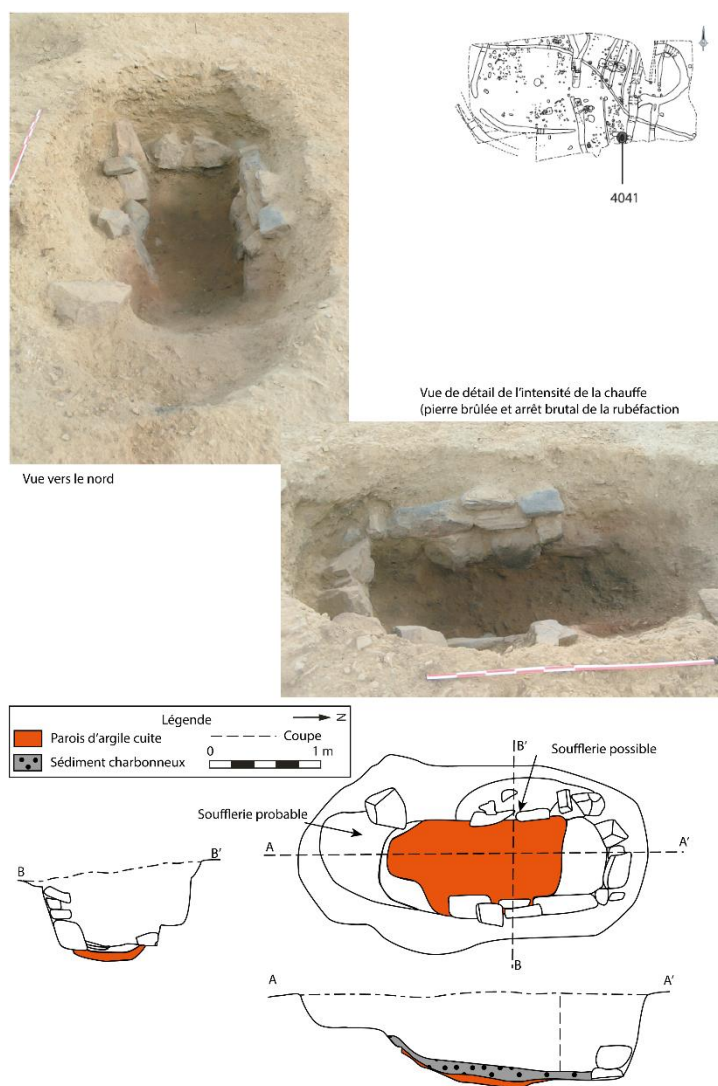 4041
Vue de détail de l'intensité de la chauffe
(pierre brûlée et arrêt brutal de la rubéfaction
Vue vers le nord
Légende
N
Parois d'argile cuite
Coupe
Sédiment charbonneux
0
1 m
B'
Soufflerie possible
Soufflerie probable
A
A'
B
B
B'
A
A'